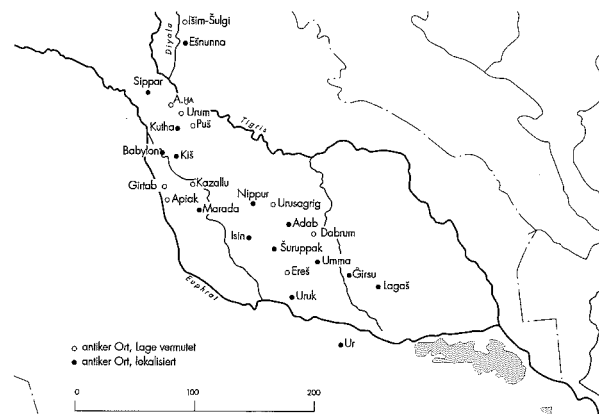 Išim-Šulgi
Diyala
Ešnunna
Sippar
A.ḪA
Urum
Tigris
Kutha
Puš
Babylon
Kiš
Girtab
Kazallu
Apiak
Marada
Nippur
Urusagrig
Adab
Isin
Dabrum
Šuruppak
Umma
Ereš
Ĝirsu
Lagaš
Euphrat
Uruk
Ur
antiker Ort, Lage vermutet
antiker Ort, lokalisiert
0 100 200